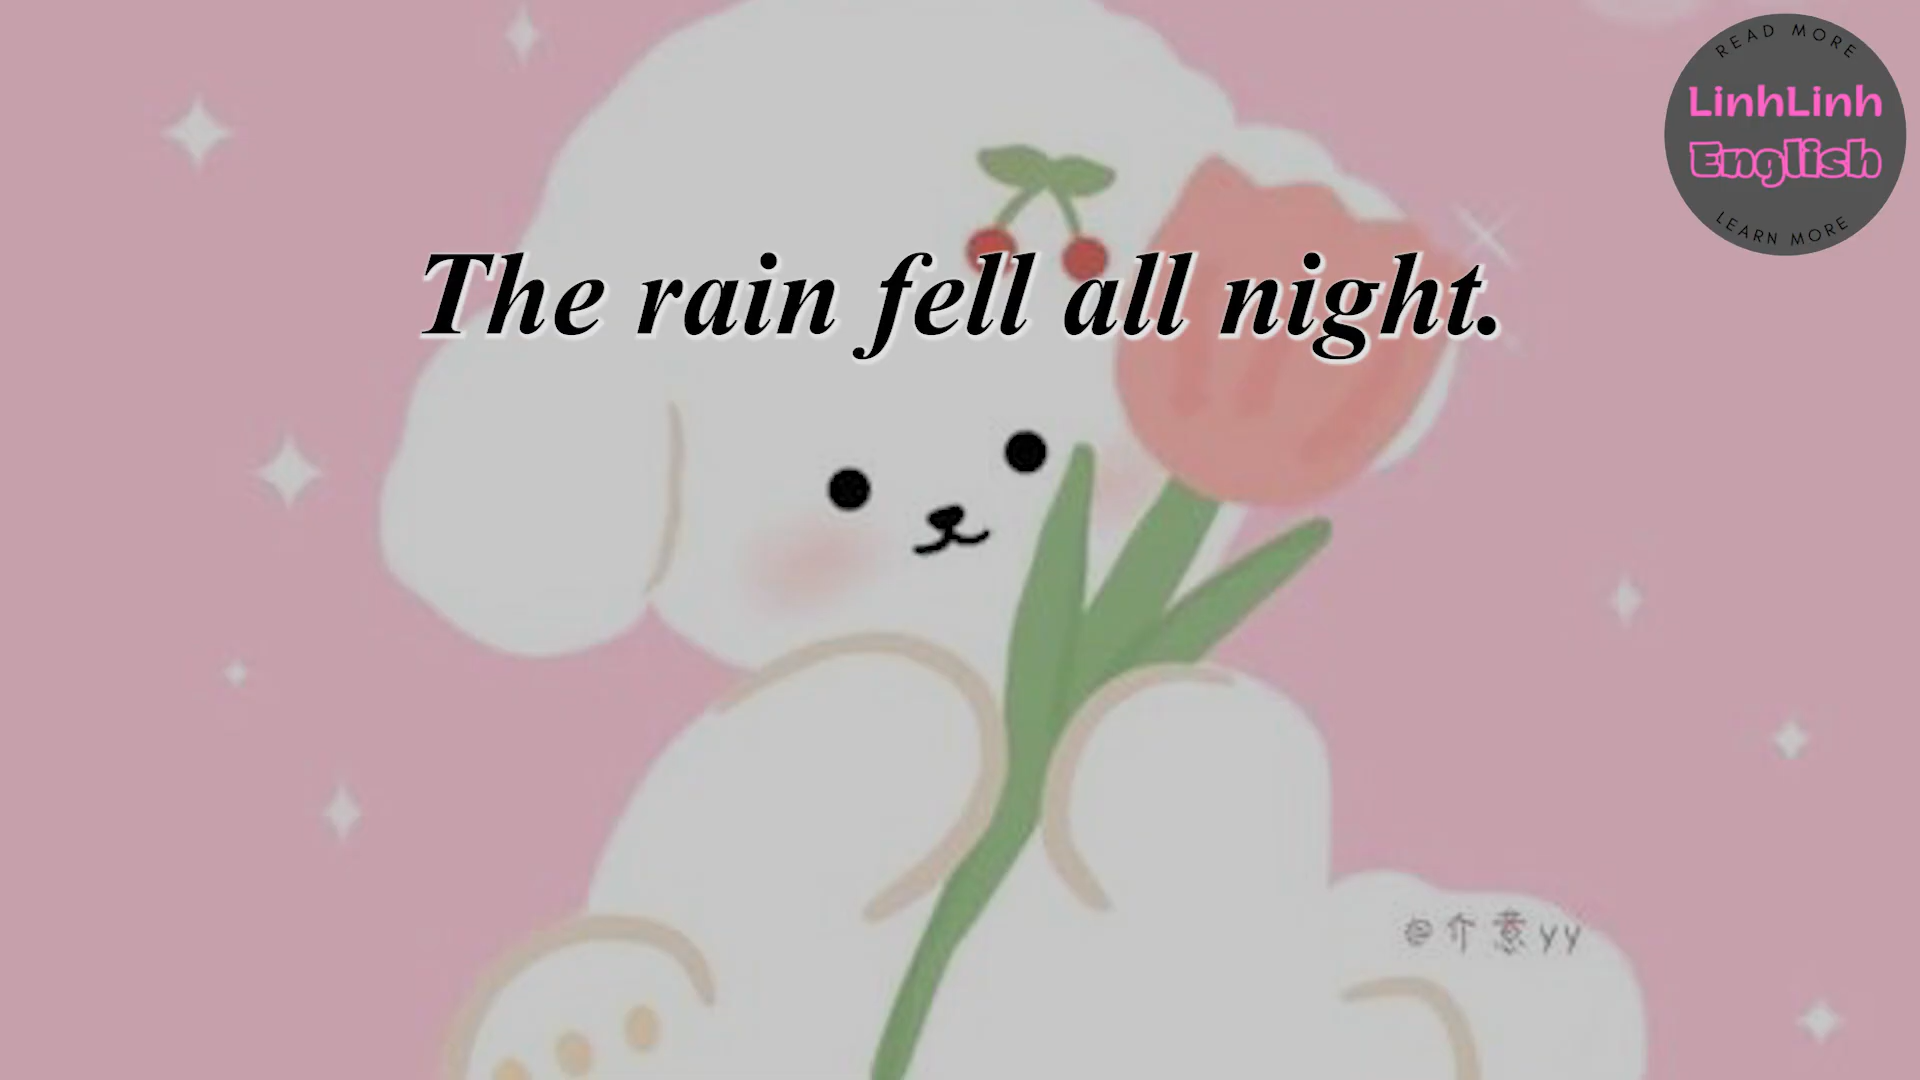 READ MORE
LinhLinh
English
LEARN MORE
The rain fell all night.
@介意yy